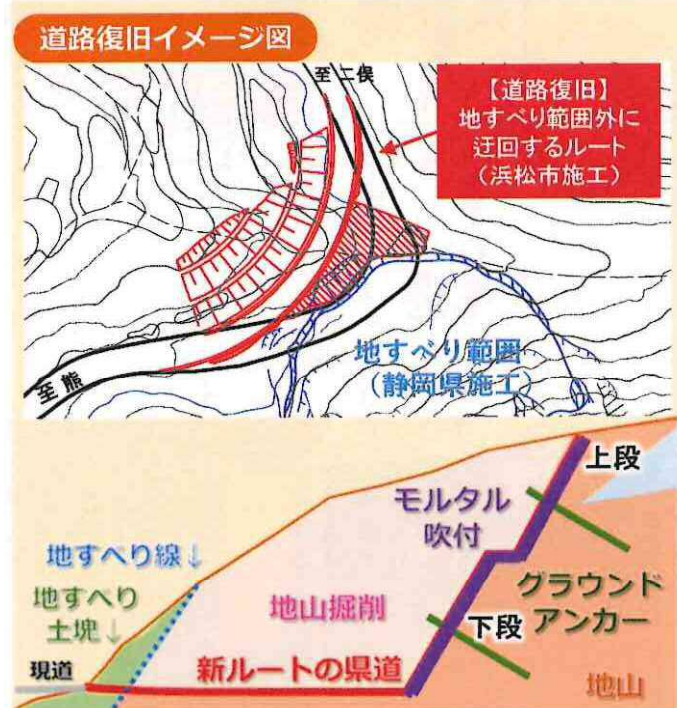 道路復旧イメージ図
至二俣
【道路復旧】
地すべり範囲外に
迂回するルート
（浜松市施工）
地すべり範囲
（静岡県施工）
至熊
上段
モルタル
吹付
地すべり線↓
地すべり
土塊↓
地山掘削
グラウンド
アンカー
下段
現道
新ルートの県道
地山